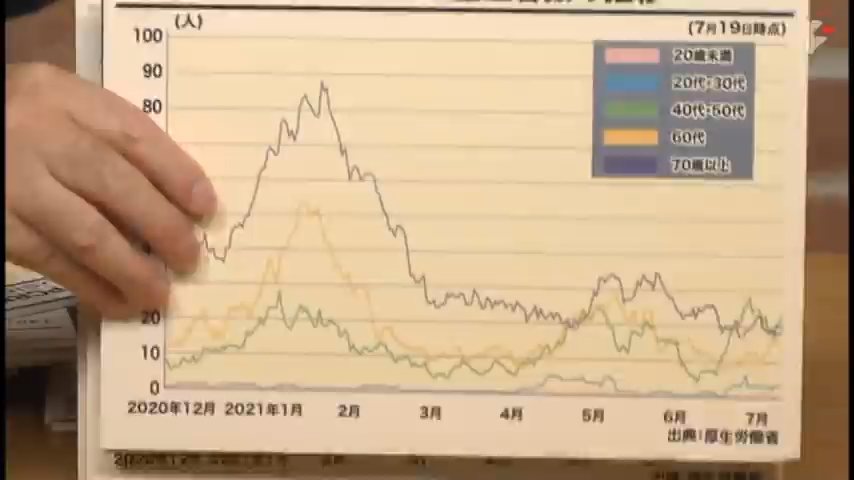 (人)
(7月19日時点)
100
90
80
20
10
0
20歳未満
20代・30代
40代・50代
60代
70歳以上
2020年12月 2021年1月 2月 3月 4月 5月 6月 7月
出典：厚生労働省